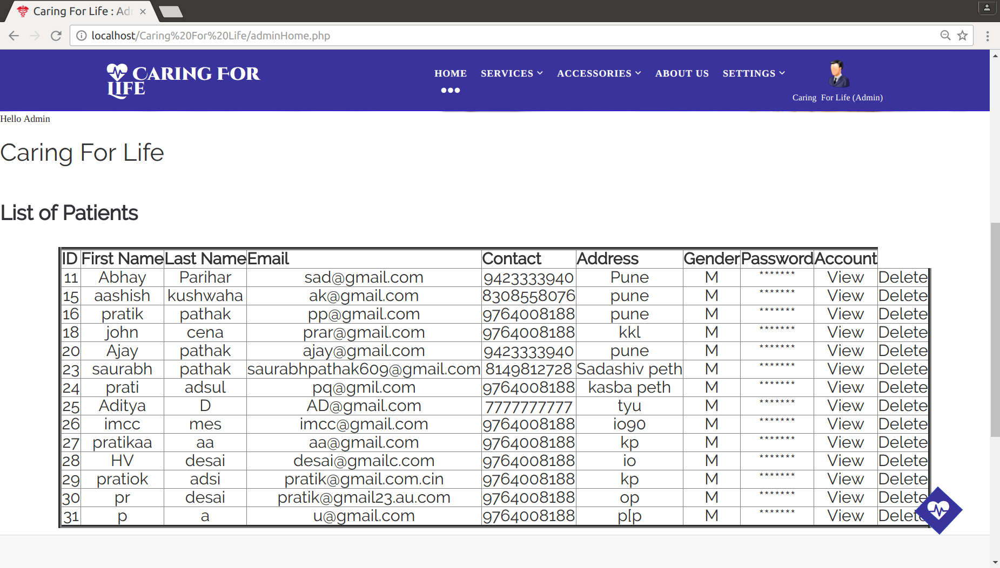 Caring For Life : Ad
localhost/Caring%20For%20Life/adminHome.php
CARING FOR
LIFE
HOME SERVICES ACCESSORIES ABOUT US SETTINGS
Caring For Life (Admin)
Hello Admin
Caring For Life
List of Patients
ID First Name Last Name Email Contact Address Gender Password Account
11 Abhay Parihar sad@gmail.com 9423333940 Pune M ******* View Delete
15 aashish kushwaha ak@gmail.com 8308558076 pune M ******* View Delete
16 pratik pathak pp@gmail.com 9764008188 pune M ******* View Delete
18 john cena prar@gmail.com 9764008188 kkl M ******* View Delete
20 Ajay pathak ajay@gmail.com 9423333940 pune M ******* View Delete
23 saurabh pathak saurabhpathak609@gmail.com 8149812728 Sadashiv peth M ******* View Delete
24 prati adsul pq@gmil.com 9764008188 kasba peth M ******* View Delete
25 Aditya D AD@gmail.com 7777777777 tyu M ******* View Delete
26 imcc mes imcc@gmail.com 9764008188 io90 M ******* View Delete
27 pratikaa aa aa@gmail.com 9764008188 kp M ******* View Delete
28 HV desai desai@gmailc.com 9764008188 io M ******* View Delete
29 pratiok adsi pratik@gmail.com.cin 9764008188 kp M ******* View Delete
30 pr desai pratik@gmail23.au.com 9764008188 op M ******* View Delete
31 p a u@gmail.com 9764008188 p[p M ******* View Delete